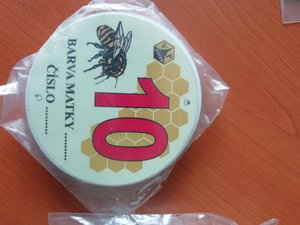 10
BARVA MATKY .........
ČÍSLO .........